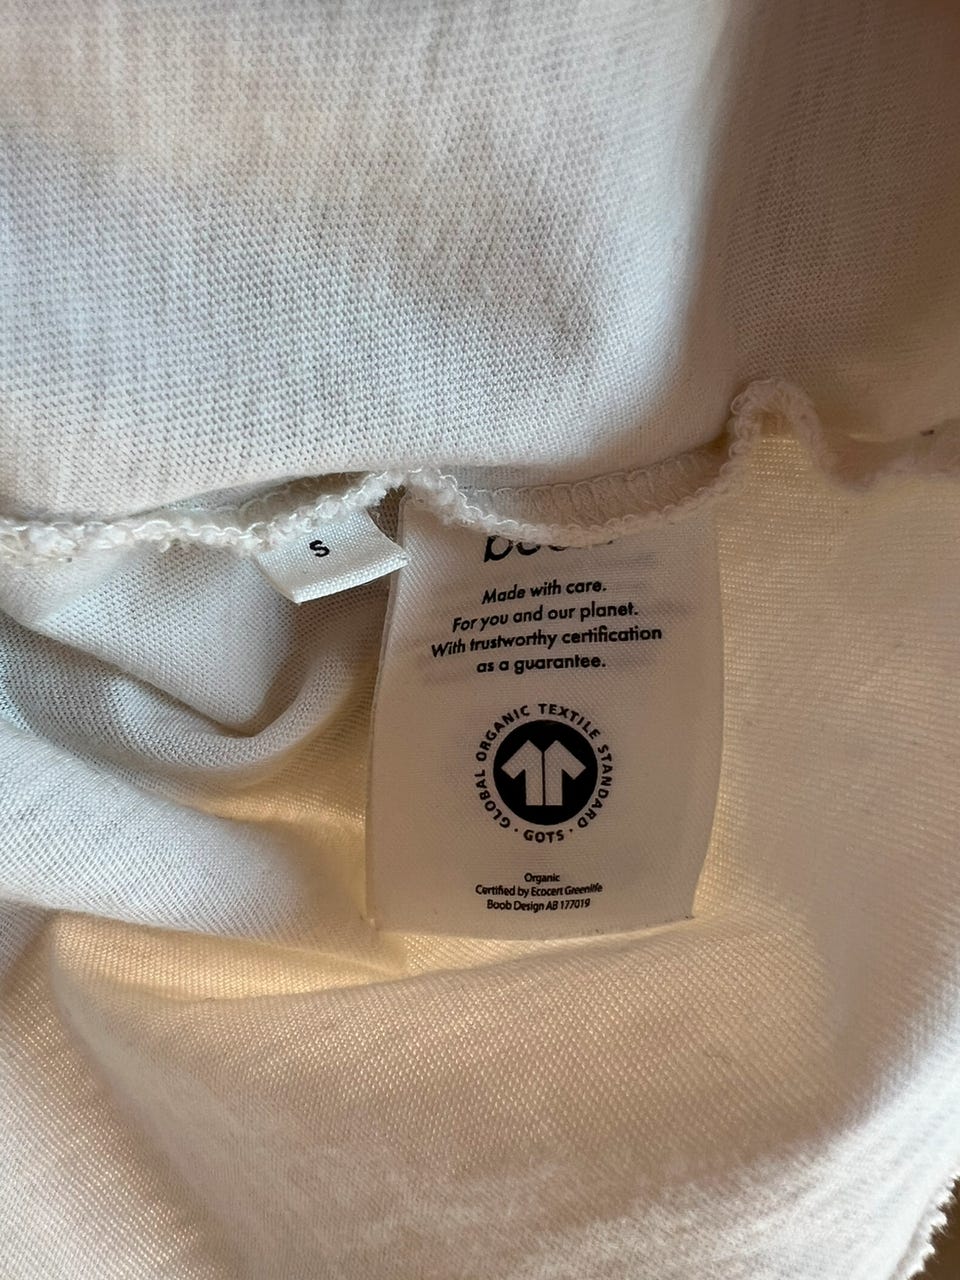 S
Made with care.
For you and our planet.
With trustworthy certification
as a guarantee.
GLOBAL ORGANIC TEXTILE STANDARD · GOTS ·
Organic
Certified by Ecocert Greenlife
Boob Design AB 177019